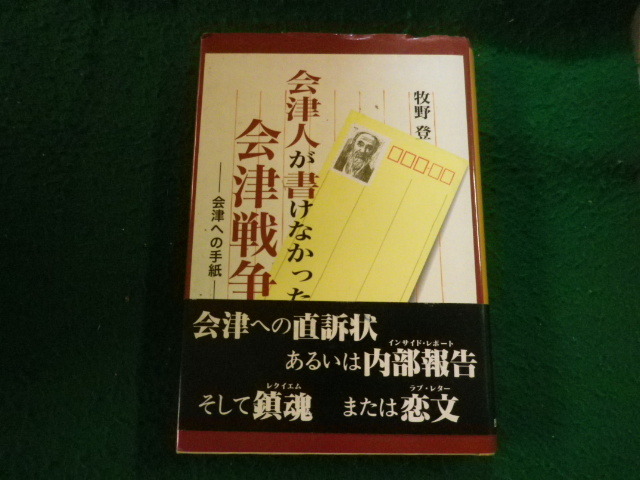 牧野 登
会津人が書けなかった
会津戦争
──会津への手紙──
会津への直訴状
インサイド・レポート
あるいは内部報告
レクイエム
ラブ・レター
そして鎮魂 または恋文